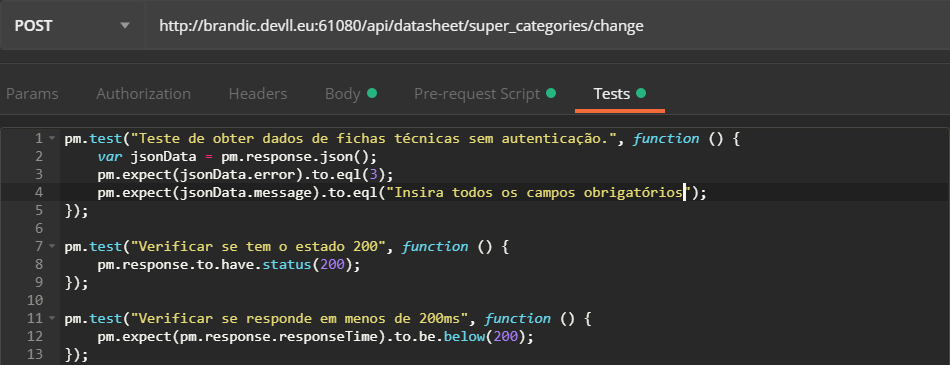 POST http://brandic.devll.eu:61080/api/datasheet/super_categories/change
Params Authorization Headers Body Pre-request Script Tests
1 pm.test("Teste de obter dados de fichas técnicas sem autenticação.", function () {
2 var jsonData = pm.response.json();
3 pm.expect(jsonData.error).to.eql(3);
4 pm.expect(jsonData.message).to.eql("Insira todos os campos obrigatórios");
5 });
6
7 pm.test("Verificar se tem o estado 200", function () {
8 pm.response.to.have.status(200);
9 });
10
11 pm.test("Verificar se responde em menos de 200ms", function () {
12 pm.expect(pm.response.responseTime).to.be.below(200);
13 });